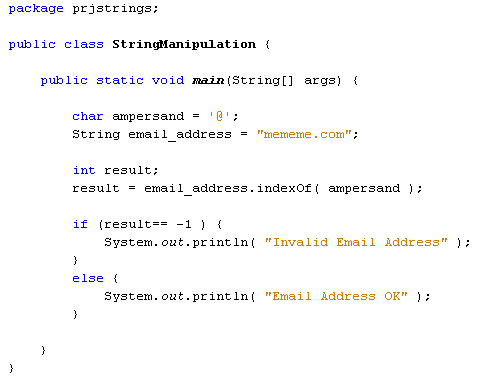 package prjstrings;
public class StringManipulation {
public static void main(String[] args) {
char ampersand = '@';
String email_address = "mememe.com";
int result;
result = email_address.indexOf( ampersand );
if (result== -1 ) {
System.out.println( "Invalid Email Address" );
}
else {
System.out.println( "Email Address OK" );
}
}
}